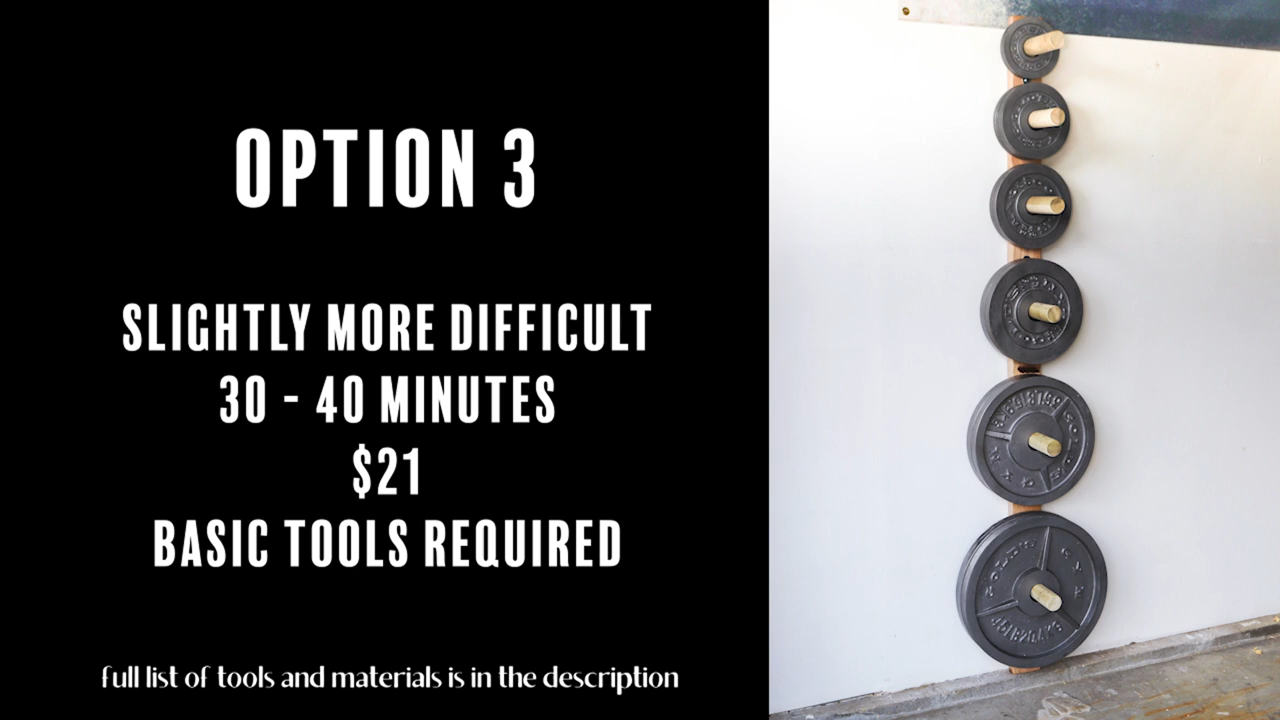 OPTION 3
SLIGHTLY MORE DIFFICULT
30 - 40 MINUTES
$21
BASIC TOOLS REQUIRED
full list of tools and materials is in the description